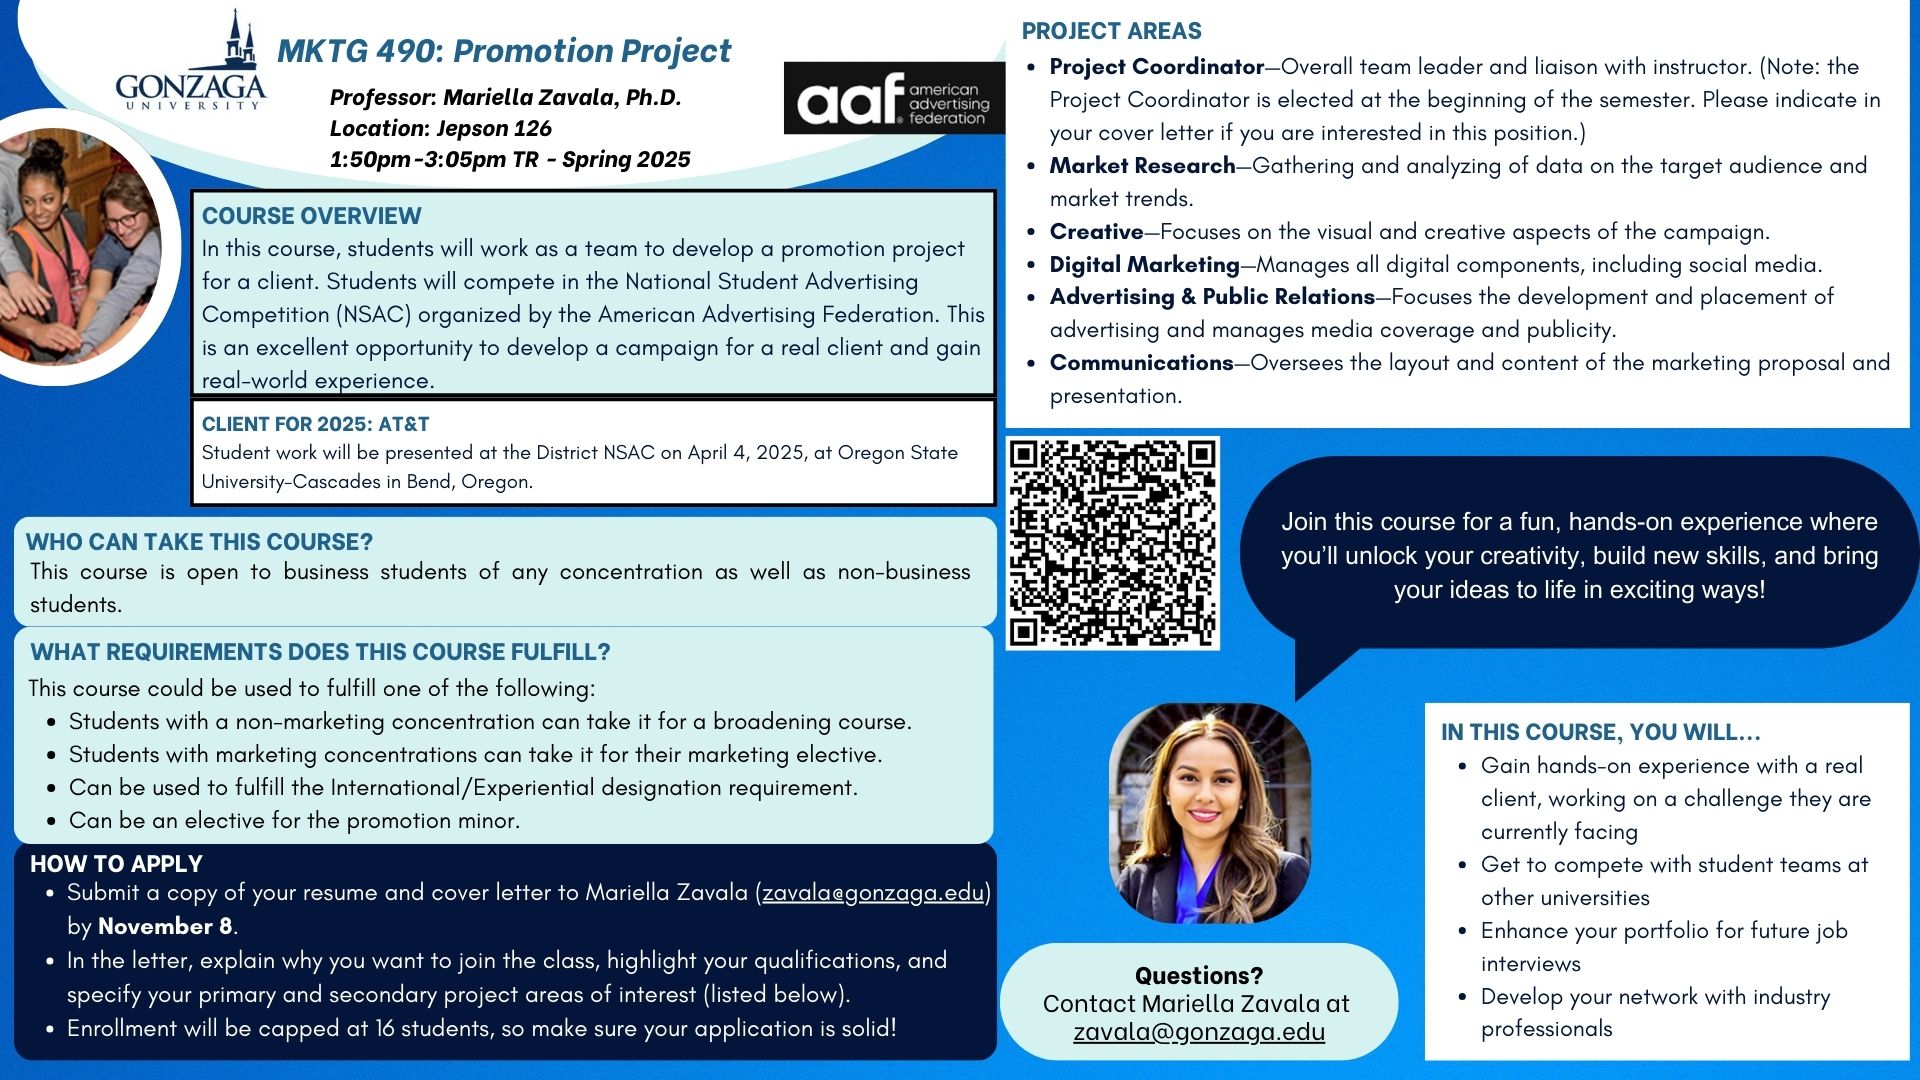 GONZAGA
UNIVERSITY
MKTG 490: Promotion Project
Professor: Mariella Zavala, Ph.D.
Location: Jepson 126
1:50pm-3:05pm TR - Spring 2025
aaf american
advertising
federation
COURSE OVERVIEW
In this course, students will work as a team to develop a promotion project
for a client. Students will compete in the National Student Advertising
Competition (NSAC) organized by the American Advertising Federation. This
is an excellent opportunity to develop a campaign for a real client and gain
real-world experience.
CLIENT FOR 2025: AT&T
Student work will be presented at the District NSAC on April 4, 2025, at Oregon State
University-Cascades in Bend, Oregon.
WHO CAN TAKE THIS COURSE?
This course is open to business students of any concentration as well as non-business
students.
WHAT REQUIREMENTS DOES THIS COURSE FULFILL?
This course could be used to fulfill one of the following:
• Students with a non-marketing concentration can take it for a broadening course.
• Students with marketing concentrations can take it for their marketing elective.
• Can be used to fulfill the International/Experiential designation requirement.
• Can be an elective for the promotion minor.
HOW TO APPLY
• Submit a copy of your resume and cover letter to Mariella Zavala (zavala@gonzaga.edu)
by November 8.
• In the letter, explain why you want to join the class, highlight your qualifications, and
specify your primary and secondary project areas of interest (listed below).
• Enrollment will be capped at 16 students, so make sure your application is solid!
PROJECT AREAS
• Project Coordinator—Overall team leader and liaison with instructor. (Note: the
Project Coordinator is elected at the beginning of the semester. Please indicate in
your cover letter if you are interested in this position.)
• Market Research—Gathering and analyzing of data on the target audience and
market trends.
• Creative—Focuses on the visual and creative aspects of the campaign.
• Digital Marketing—Manages all digital components, including social media.
• Advertising & Public Relations—Focuses the development and placement of
advertising and manages media coverage and publicity.
• Communications—Oversees the layout and content of the marketing proposal and
presentation.
Join this course for a fun, hands-on experience where
you’ll unlock your creativity, build new skills, and bring
your ideas to life in exciting ways!
Questions?
Contact Mariella Zavala at
zavala@gonzaga.edu
IN THIS COURSE, YOU WILL...
• Gain hands-on experience with a real
client, working on a challenge they are
currently facing
• Get to compete with student teams at
other universities
• Enhance your portfolio for future job
interviews
• Develop your network with industry
professionals